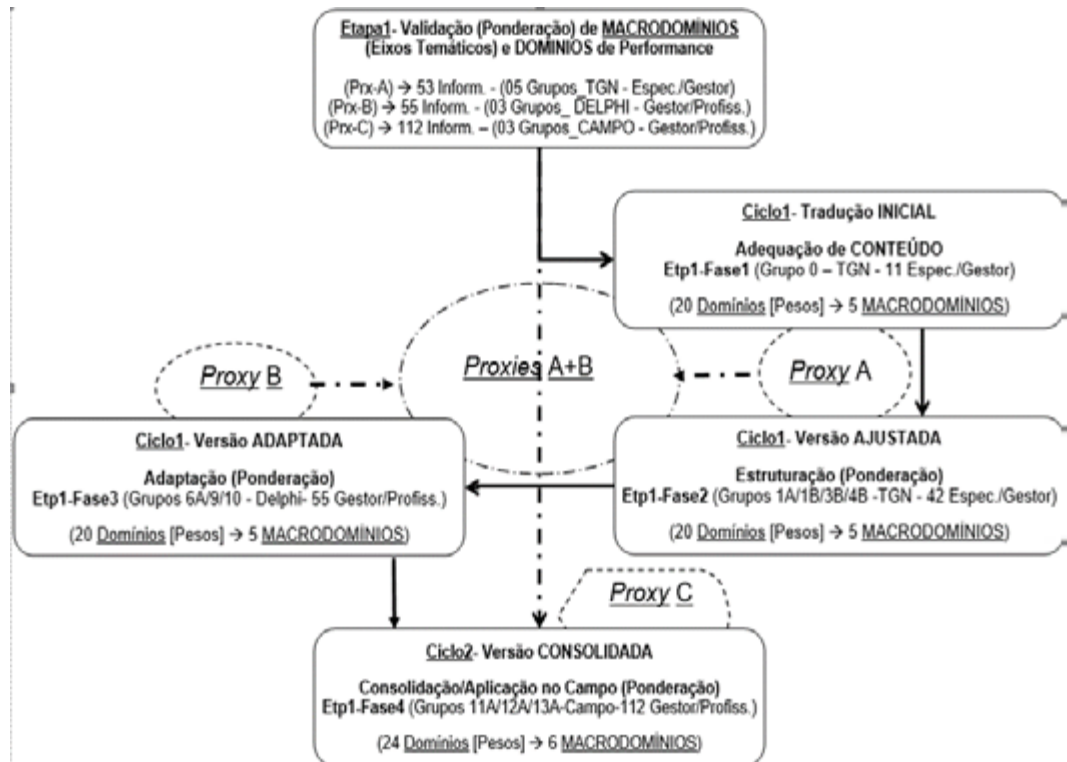 Etapa1- Validação (Ponderação) de MACRODOMÍNIOS
(Eixos Temáticos) e DOMINIOS de Performance
(Prx-A) → 53 Inform. - (05 Grupos_TGN - Espec./Gestor)
(Prx-B) → 55 Inform. - (03 Grupos_ DELPHI - Gestor/Profiss.)
(Prx-C) → 112 Inform. – (03 Grupos_CAMPO - Gestor/Profiss.)
Ciclo1- Tradução INICIAL
Adequação de CONTEÚDO
Etp1-Fase1 (Grupo 0 – TGN - 11 Espec./Gestor)
(20 Domínios [Pesos] → 5 MACRODOMÍNIOS)
Proxy B
Proxies A+B
Proxy A
Ciclo1- Versão ADAPTADA
Adaptação (Ponderação)
Etp1-Fase3 (Grupos 6A/9/10 - Delphi- 55 Gestor/Profiss.)
(20 Domínios [Pesos] → 5 MACRODOMÍNIOS)
Ciclo1- Versão AJUSTADA
Estruturação (Ponderação)
Etp1-Fase2 (Grupos 1A/1B/3B/4B -TGN - 42 Espec./Gestor)
(20 Domínios [Pesos] → 5 MACRODOMÍNIOS)
Proxy C
Ciclo2- Versão CONSOLIDADA
Consolidação/Aplicação no Campo (Ponderação)
Etp1-Fase4 (Grupos 11A/12A/13A-Campo-112 Gestor/Profiss.)
(24 Domínios [Pesos] → 6 MACRODOMÍNIOS)